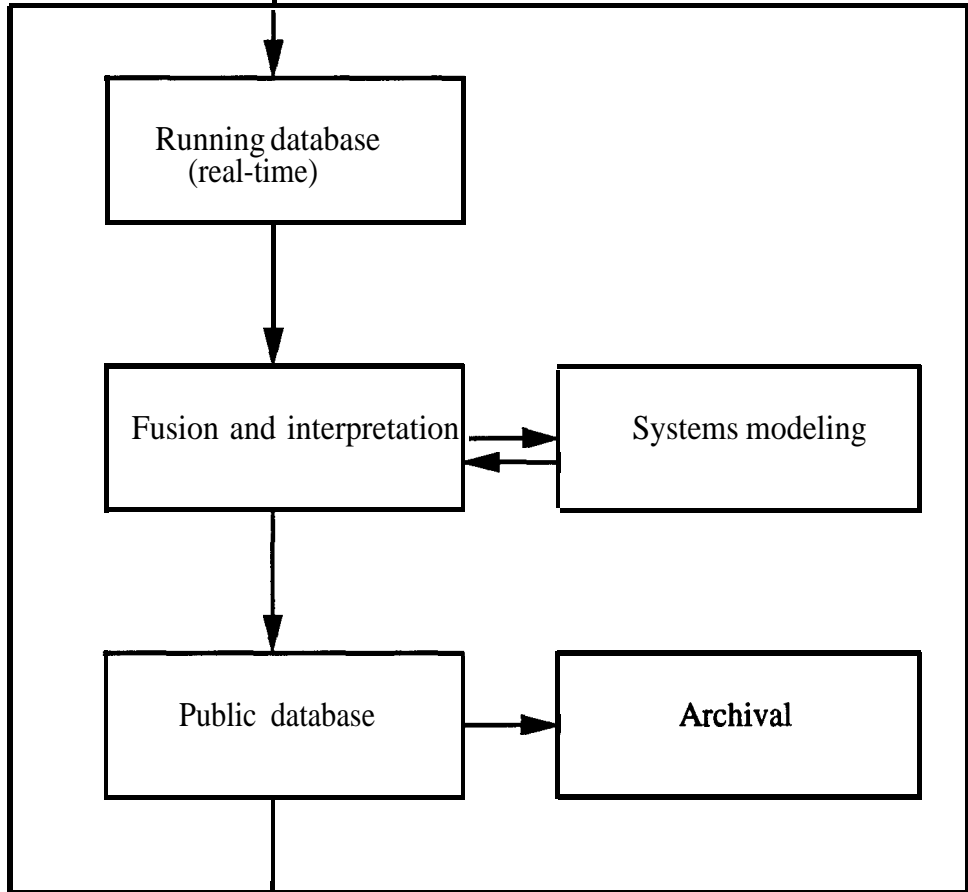 Running database
(real-time)
Fusion and interpretation
Systems modeling
Public database
Archival